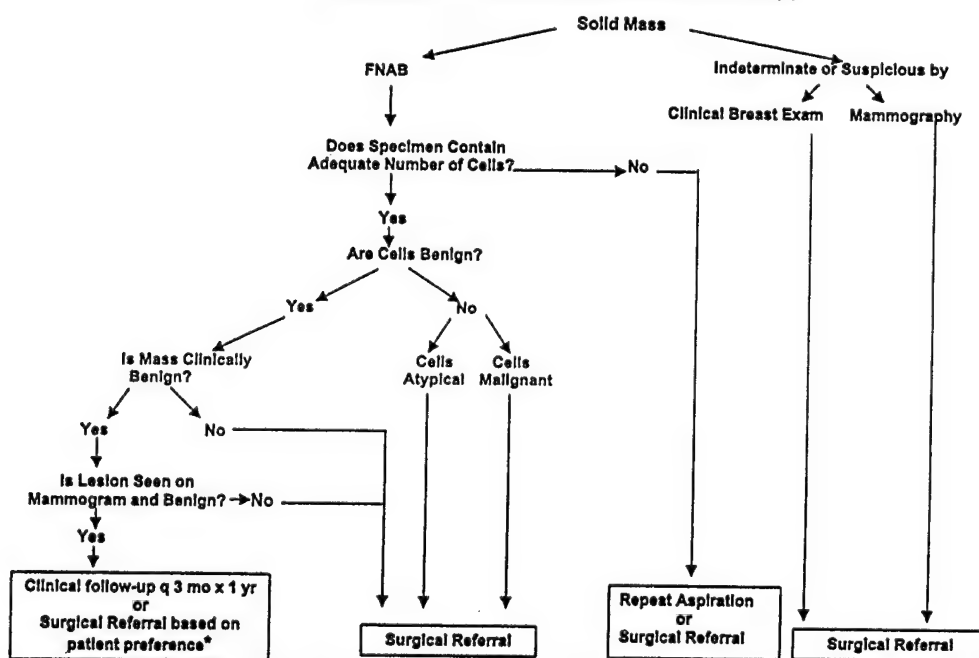 Solid Mass
FNAB
Indeterminate or Suspicious by
Clinical Breast Exam
Mammography
Does Specimen Contain
Adequate Number of Cells?
No
Yes
Are Cells Benign?
Yes
No
Is Mass Clinically
Benign?
Cells
Atypical
Cells
Malignant
Yes
No
Is Lesion Seen on
Mammogram and Benign?
No
Yes
Clinical follow-up q 3 mo x 1 yr
or
Surgical Referral based on
patient preference*
Surgical Referral
Repeat Aspiration
or
Surgical Referral
Surgical Referral